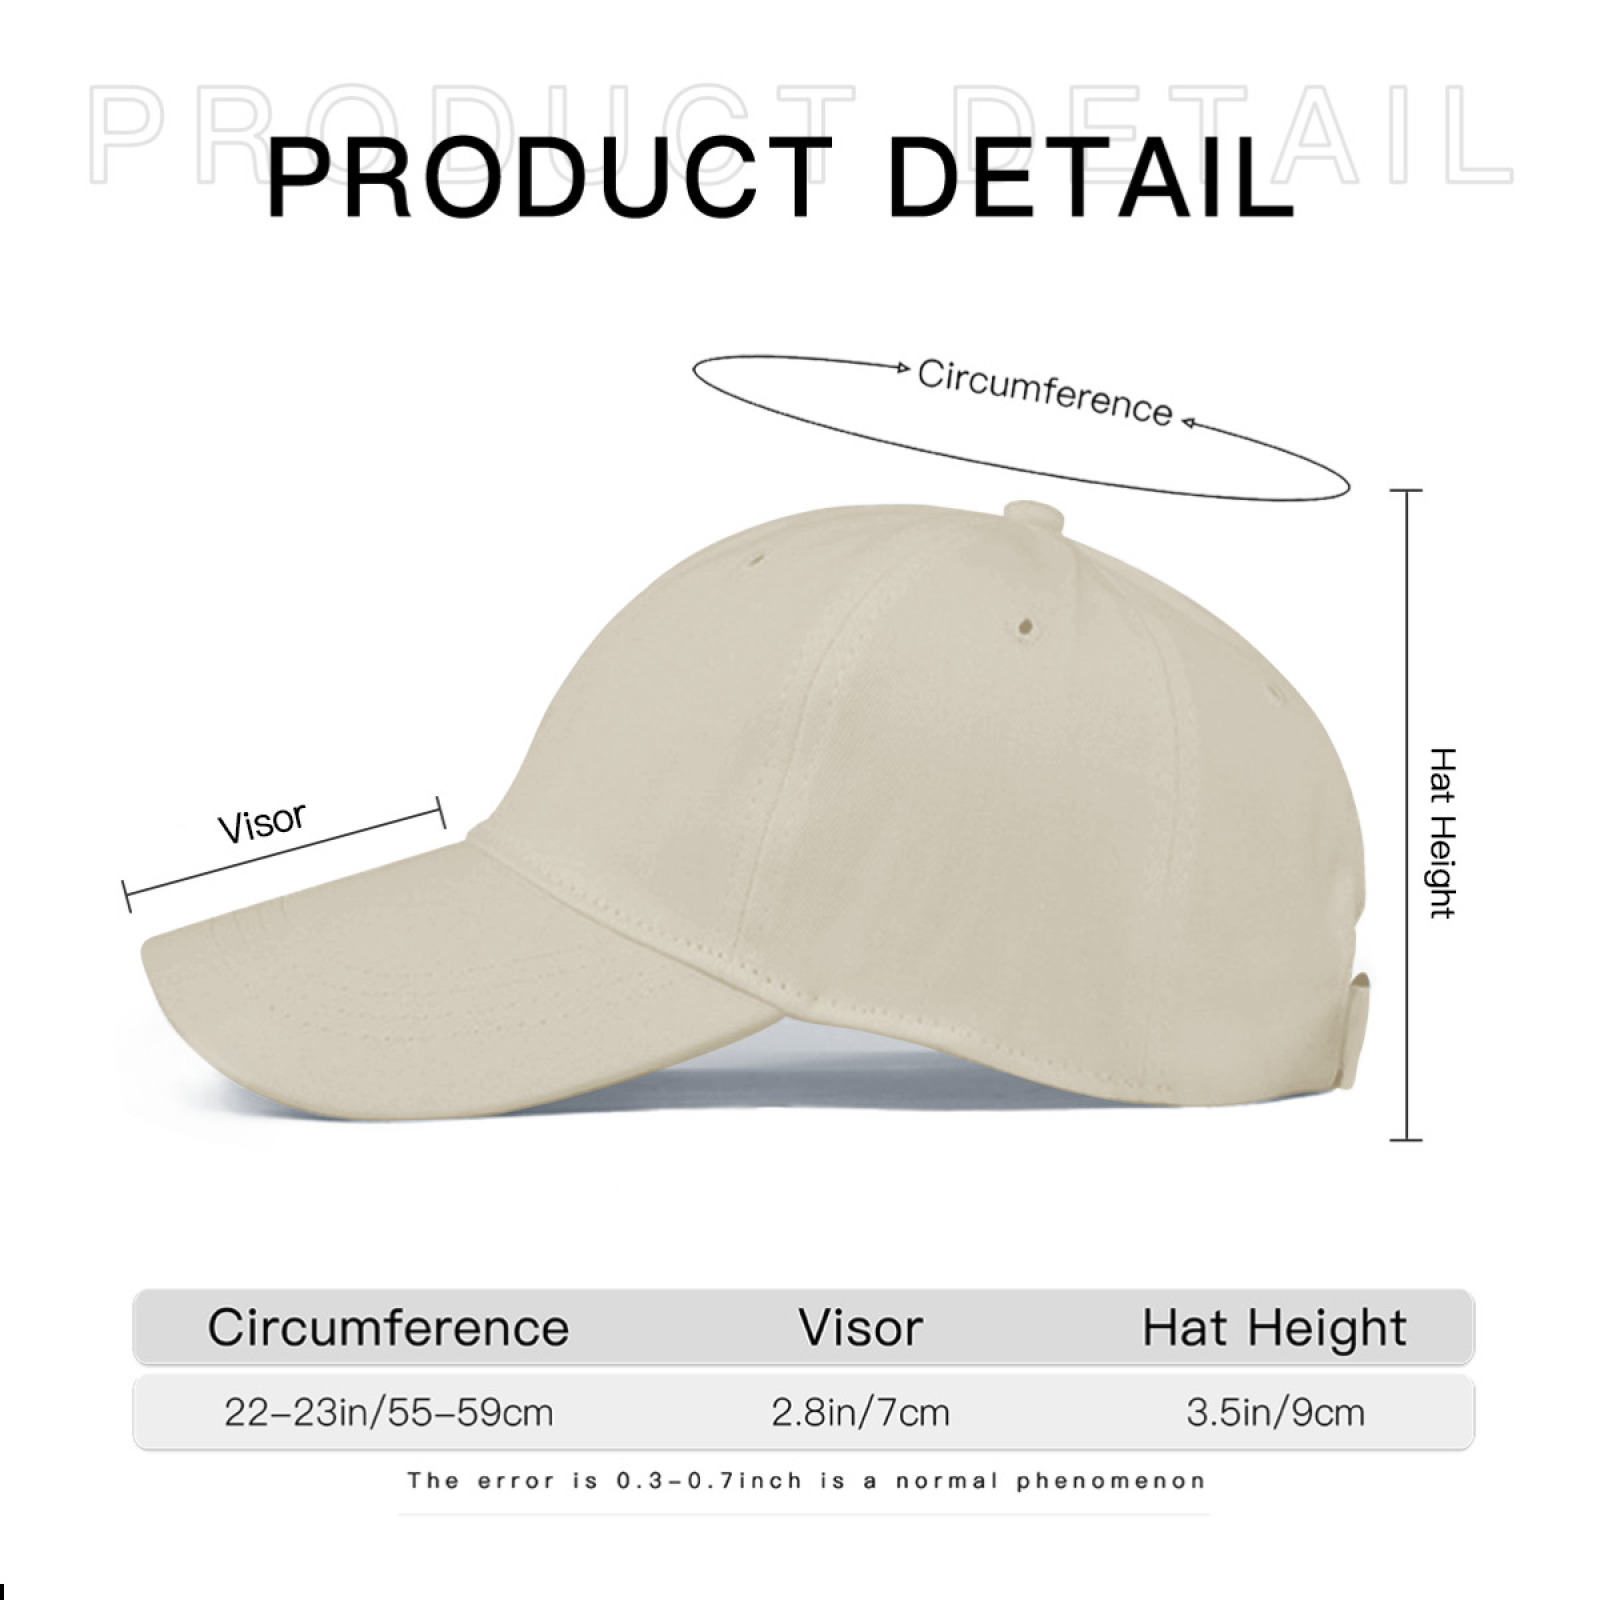 PRODUCT DETAIL
PRODUCT DETAIL
Circumference
Visor
Hat Height
Circumference Visor Hat Height
22-23in/55-59cm 2.8in/7cm 3.5in/9cm
The error is 0.3-0.7inch is a normal phenomenon